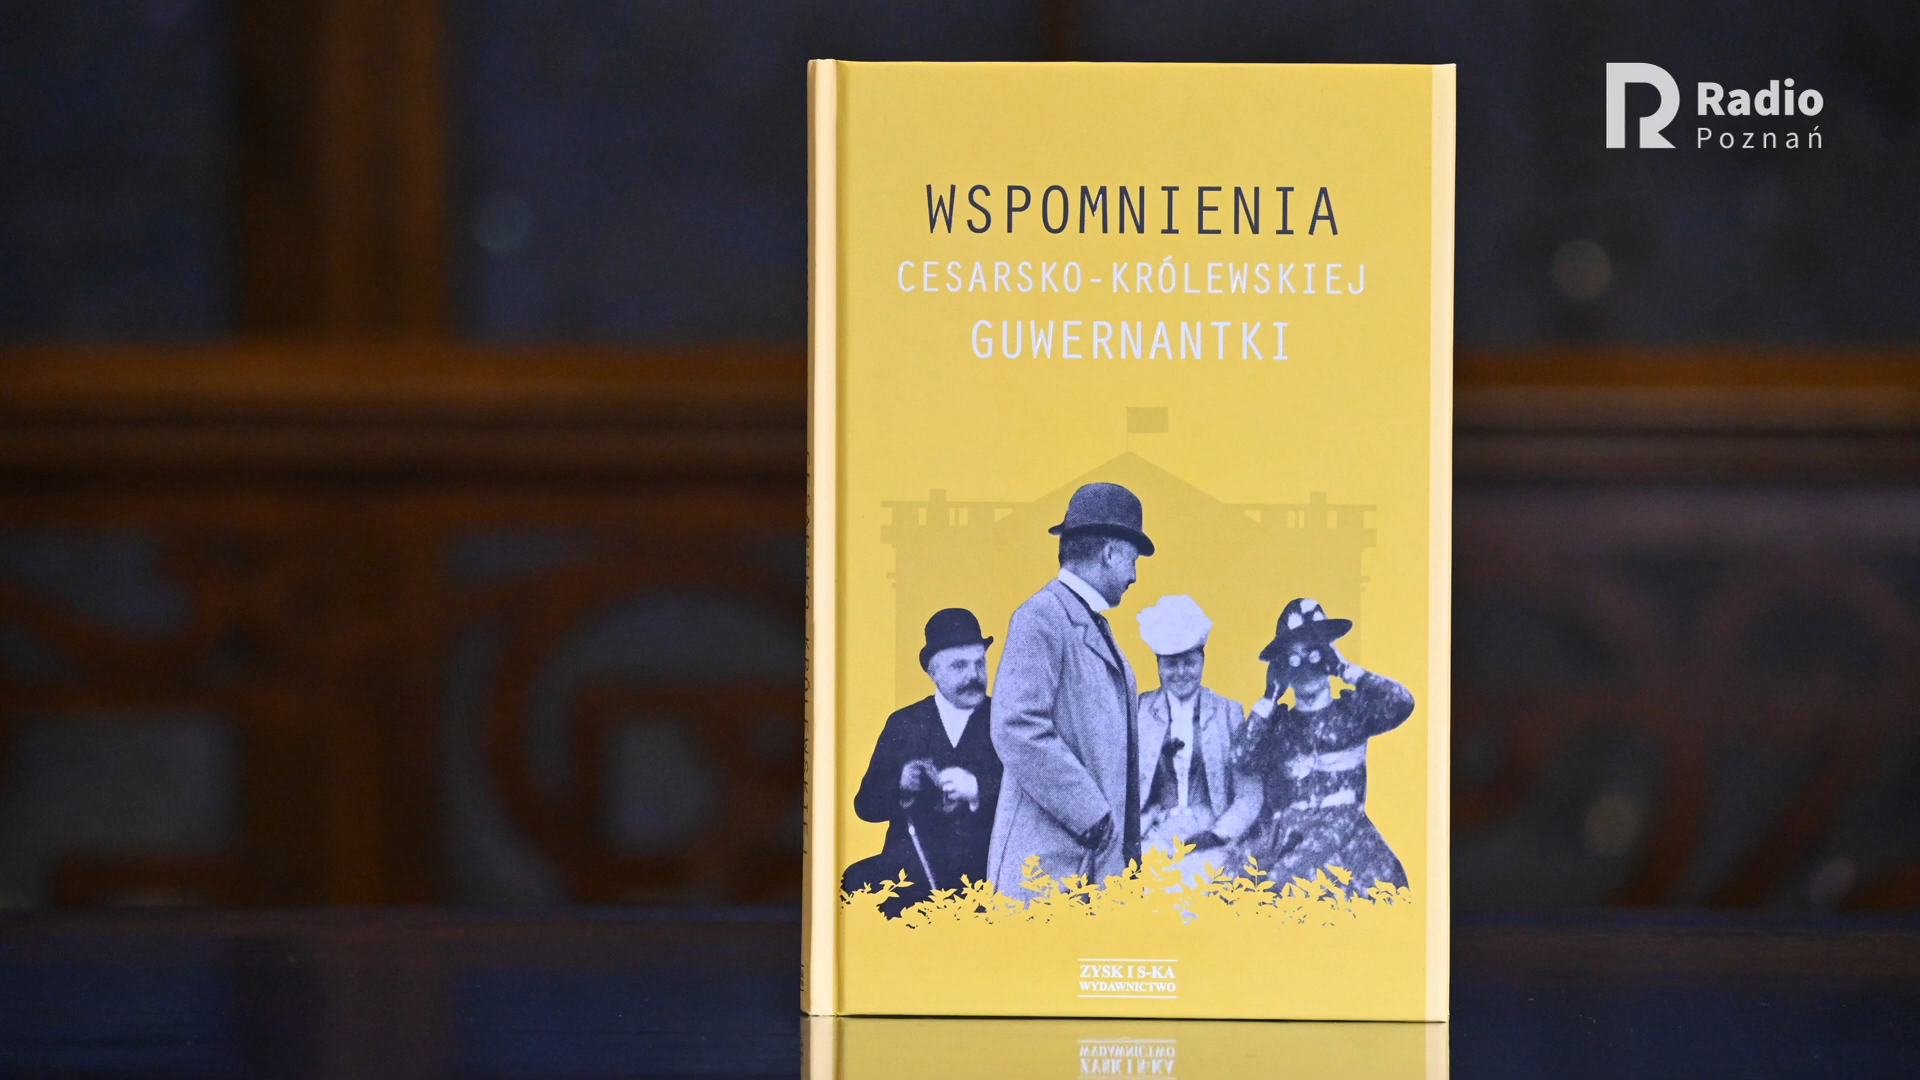 Radio
Poznań
WSPOMNIENIA
CESARSKO-KRÓLEWSKIEJ
GUWERNANTKI
ZYSK I S-KA
WYDAWNICTWO